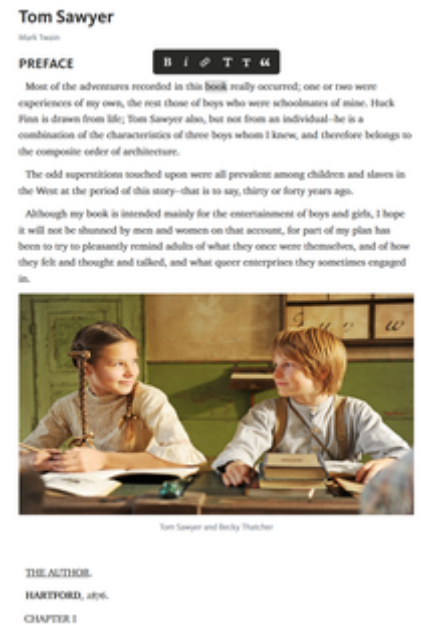 Tom Sawyer
Mark Twain
PREFACE
B i T T “
Most of the adventures recorded in this book really occurred; one or two were
experiences of my own, the rest those of boys who were schoolmates of mine. Huck
Finn is drawn from life; Tom Sawyer also, but not from an individual--he is a
combination of the characteristics of three boys whom I knew, and therefore belongs to
the composite order of architecture.
The odd superstitions touched upon were all prevalent among children and slaves in
the West at the period of this story--that is to say, thirty or forty years ago.
Although my book is intended mainly for the entertainment of boys and girls, I hope
it will not be shunned by men and women on that account, for part of my plan has
been to try to pleasantly remind adults of what they once were themselves, and of how
they felt and thought and talked, and what queer enterprises they sometimes engaged
in.
w
Tom Sawyer and Becky Thatcher
THE AUTHOR.
HARTFORD, 1876.
CHAPTER I